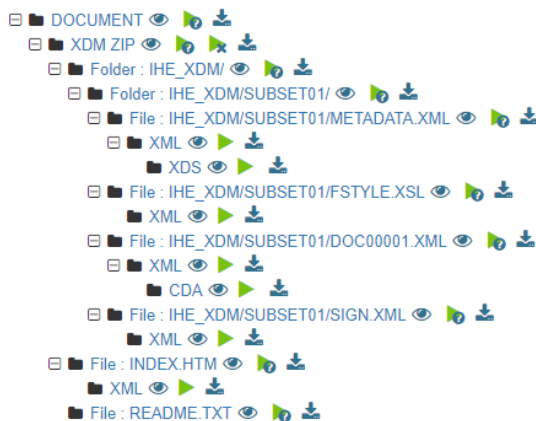 DOCUMENT
XDM ZIP
Folder : IHE_XDM/
Folder : IHE_XDM/SUBSET01/
File : IHE_XDM/SUBSET01/METADATA.XML
XML
XDS
File : IHE_XDM/SUBSET01/FSTYLE.XSL
XML
File : IHE_XDM/SUBSET01/DOC00001.XML
XML
CDA
File : IHE_XDM/SUBSET01/SIGN.XML
XML
File : INDEX.HTM
XML
File : README.TXT